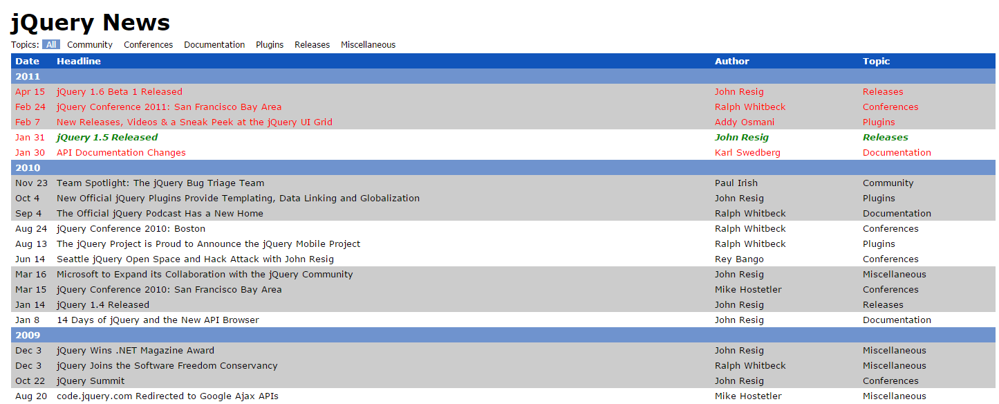 jQuery News
Topics: All Community Conferences Documentation Plugins Releases Miscellaneous
Date Headline Author Topic
2011
Apr 15 jQuery 1.6 Beta 1 Released John Resig Releases
Feb 24 jQuery Conference 2011: San Francisco Bay Area Ralph Whitbeck Conferences
Feb 7 New Releases, Videos & a Sneak Peek at the jQuery UI Grid Addy Osmani Plugins
Jan 31 jQuery 1.5 Released John Resig Releases
Jan 30 API Documentation Changes Karl Swedberg Documentation
2010
Nov 23 Team Spotlight: The jQuery Bug Triage Team Paul Irish Community
Oct 4 New Official jQuery Plugins Provide Templating, Data Linking and Globalization John Resig Plugins
Sep 4 The Official jQuery Podcast Has a New Home Ralph Whitbeck Documentation
Aug 24 jQuery Conference 2010: Boston Ralph Whitbeck Conferences
Aug 13 The jQuery Project is Proud to Announce the jQuery Mobile Project Ralph Whitbeck Plugins
Jun 14 Seattle jQuery Open Space and Hack Attack with John Resig Rey Bango Conferences
Mar 16 Microsoft to Expand its Collaboration with the jQuery Community John Resig Miscellaneous
Mar 15 jQuery Conference 2010: San Francisco Bay Area Mike Hostetler Conferences
Jan 14 jQuery 1.4 Released John Resig Releases
Jan 8 14 Days of jQuery and the New API Browser John Resig Documentation
2009
Dec 3 jQuery Wins .NET Magazine Award John Resig Miscellaneous
Dec 3 jQuery Joins the Software Freedom Conservancy Ralph Whitbeck Miscellaneous
Oct 22 jQuery Summit John Resig Conferences
Aug 20 code.jquery.com Redirected to Google Ajax APIs Mike Hostetler Miscellaneous